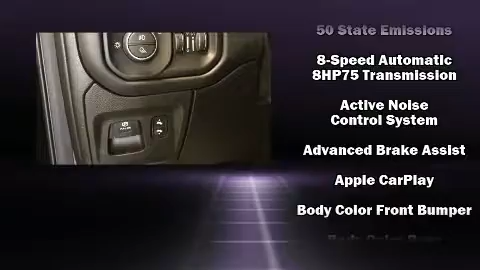 50 State Emissions
8-Speed Automatic
8HP75 Transmission
Active Noise
Control System
Advanced Brake Assist
Apple CarPlay
Body Color Front Bumper